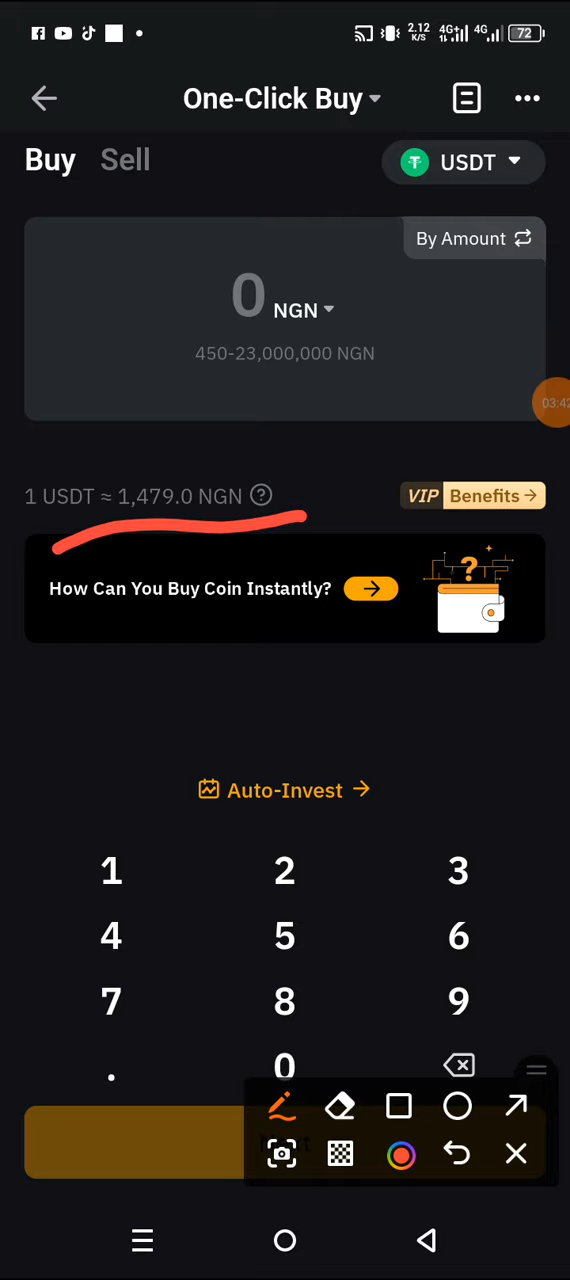 2.12
K/S
4G+
4G
72
One-Click Buy
Buy
Sell
USDT
By Amount
0 NGN
450-23,000,000 NGN
03:42
1 USDT ≈ 1,479.0 NGN
VIP Benefits
How Can You Buy Coin Instantly?
?
Auto-Invest
1 2 3
4 5 6
7 8 9
. 0